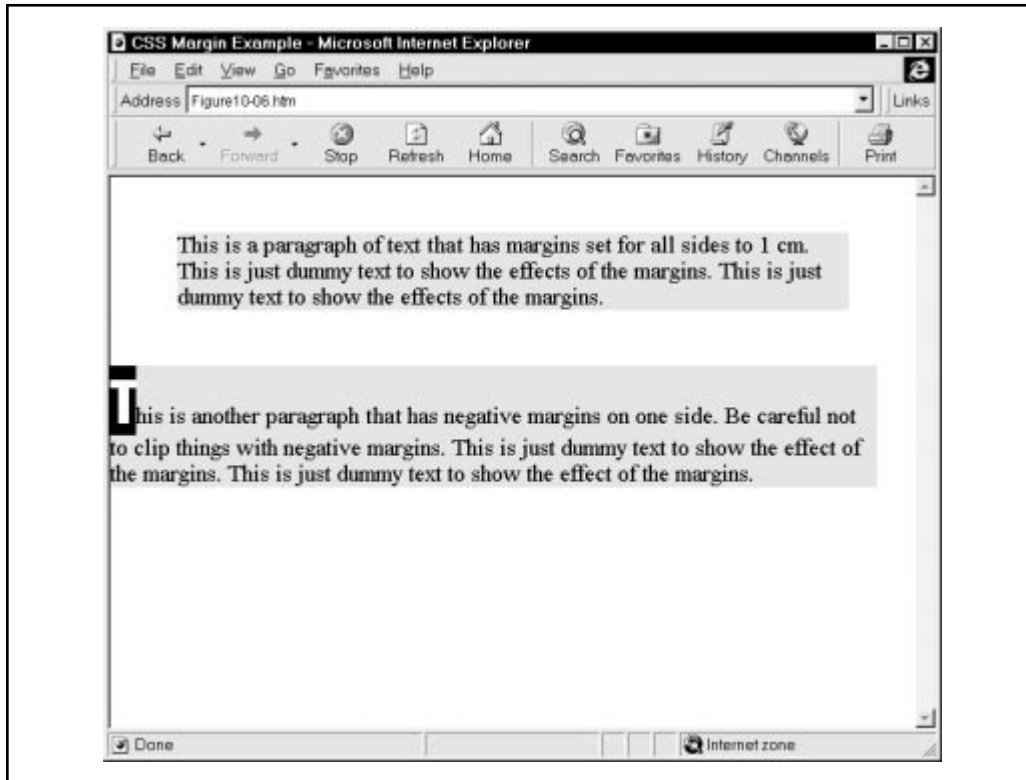 CSS Margin Example - Microsoft Internet Explorer
File Edit View Go Favorites Help
Address Figure10-06.htm Links
Back Forward Stop Refresh Home Search Favorites History Channels Print
This is a paragraph of text that has margins set for all sides to 1 cm.
This is just dummy text to show the effects of the margins. This is just
dummy text to show the effects of the margins.
This is another paragraph that has negative margins on one side. Be careful not
to clip things with negative margins. This is just dummy text to show the effect of
the margins. This is just dummy text to show the effect of the margins.
Done Internet zone